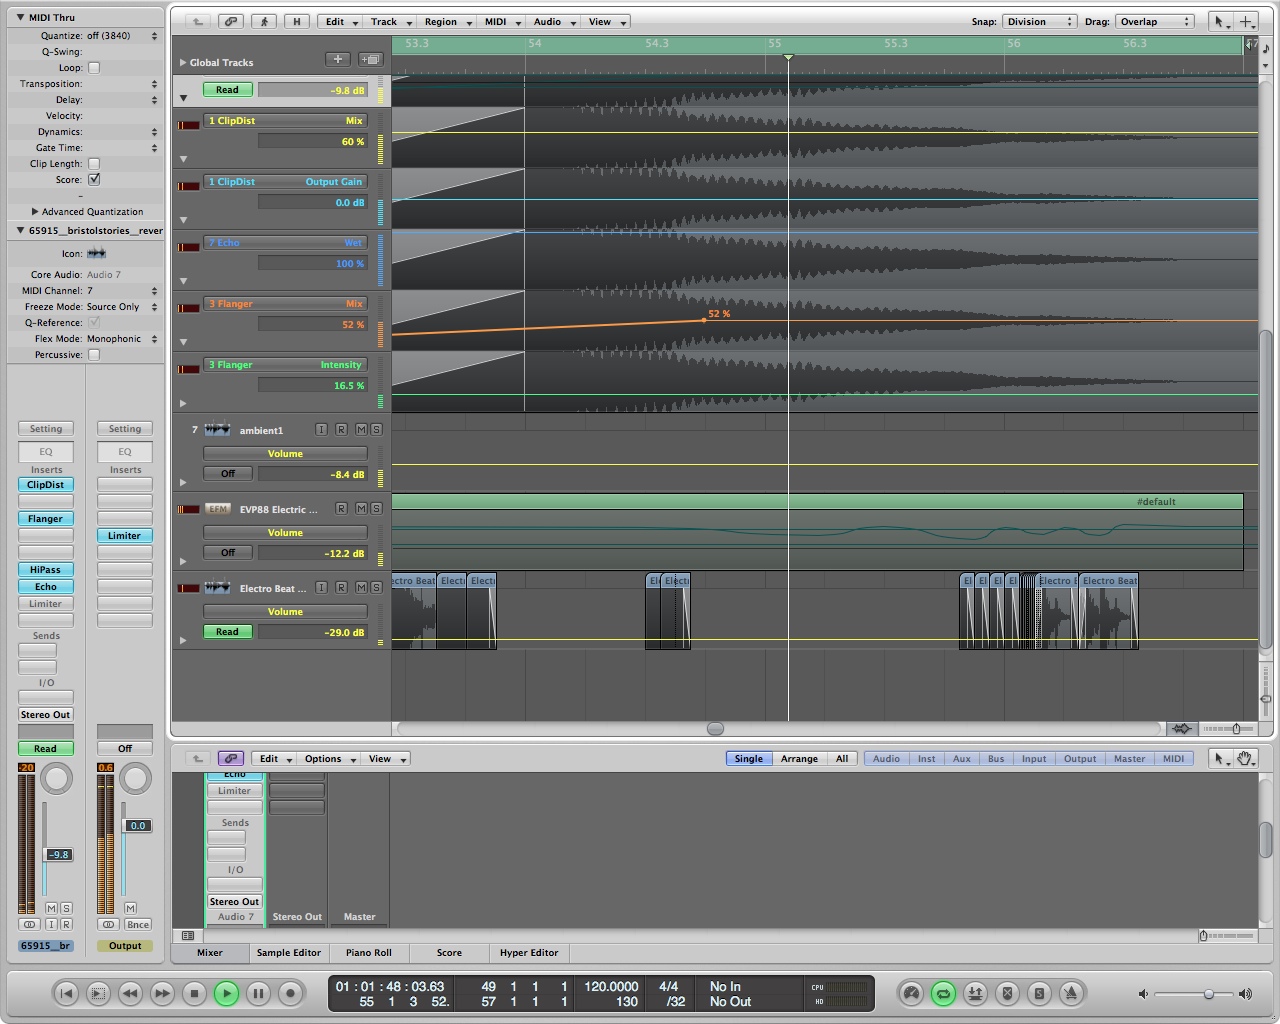 MIDI Thru
Quantize: off (3840)
Q-Swing:
Loop:
Transposition:
Delay:
Velocity:
Dynamics:
Gate Time:
Clip Length:
Score:
Advanced Quantization
65915__bristolstories__rever
Icon:
Core Audio: Audio 7
MIDI Channel: 7
Freeze Mode: Source Only
Q-Reference:
Flex Mode: Monophonic
Percussive:
Setting Setting
EQ EQ
Inserts Inserts
ClipDist
Flanger
Limiter
HiPass
Echo
Limiter
Sends
I/O
Stereo Out
Read Off
-20 0.6
0.0
-9.8
M S M
I R Bnce
65915__br Output
H Edit Track Region MIDI Audio View Snap: Division Drag: Overlap
Global Tracks
53.3 54 54.3 55 55.3 56 56.3 57
Read -9.8 dB
1 ClipDist Mix
60 %
1 ClipDist Output Gain
0.0 dB
7 Echo Wet
100 %
3 Flanger Mix
52 %
52 %
3 Flanger Intensity
16.5 %
7 ambient1 I R M S
Volume
Off -8.4 dB
EFM EVP88 Electric ... R M S
Volume
Off -12.2 dB
#default
Electro Beat ... I R M S
Volume
Read -29.0 dB
ectro Beat Electr Electr El Electr El El El El Electro B Electro Beat
Edit Options View Single Arrange All Audio Inst Aux Bus Input Output Master MIDI
Echo
Limiter
Sends
I/O
Stereo Out
Audio 7 Stereo Out Master
Mixer Sample Editor Piano Roll Score Hyper Editor
01 : 01 : 48 : 03.63 49 1 1 1 120.0000 4/4 No In CPU
55 1 3 52. 57 1 1 1 130 /32 No Out HD
S